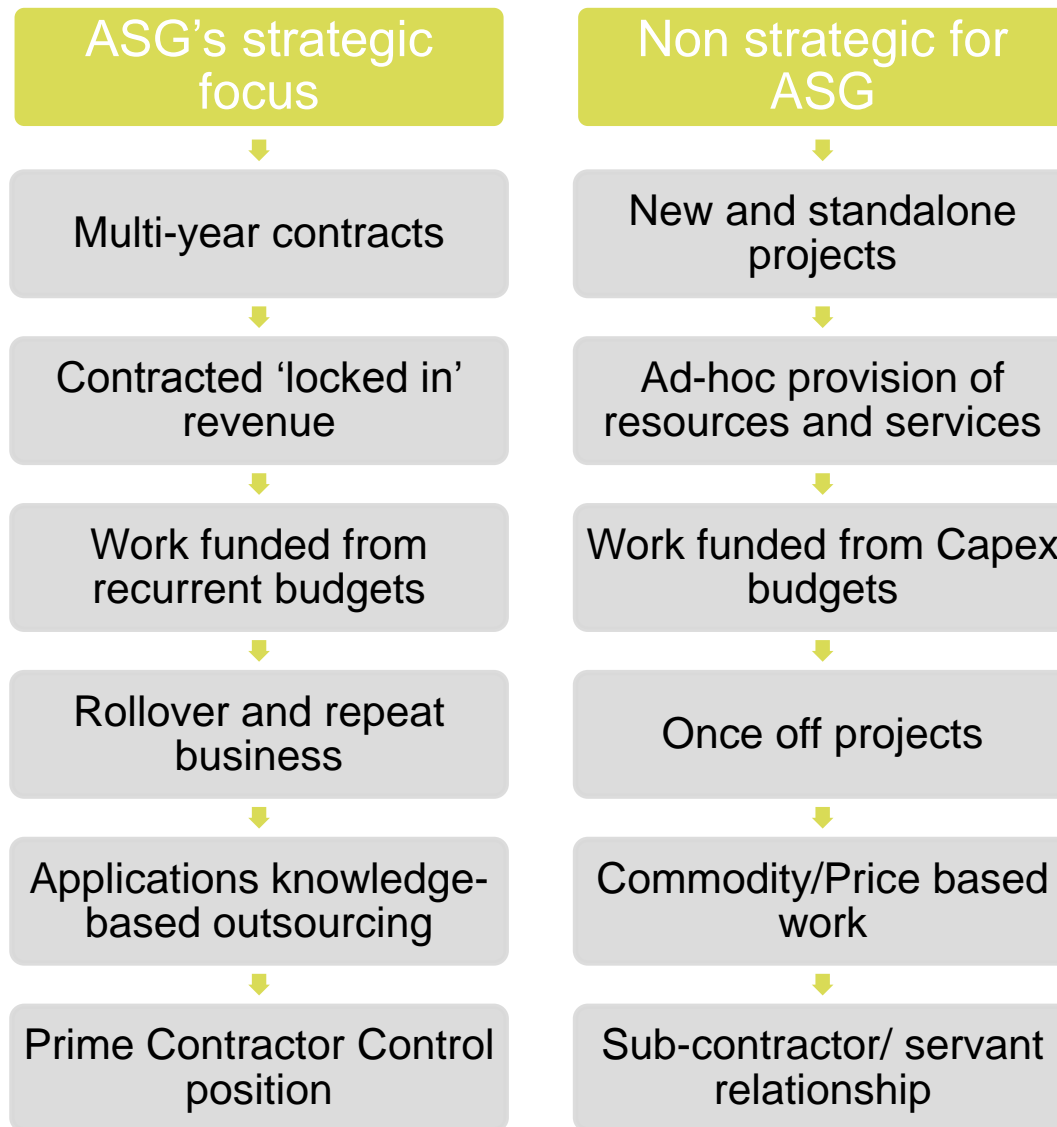 ASG’s strategic
focus
Multi-year contracts
Contracted ‘locked in’
revenue
Work funded from
recurrent budgets
Rollover and repeat
business
Applications knowledge-
based outsourcing
Prime Contractor Control
position
Non strategic for
ASG
New and standalone
projects
Ad-hoc provision of
resources and services
Work funded from Capex
budgets
Once off projects
Commodity/Price based
work
Sub-contractor/ servant
relationship